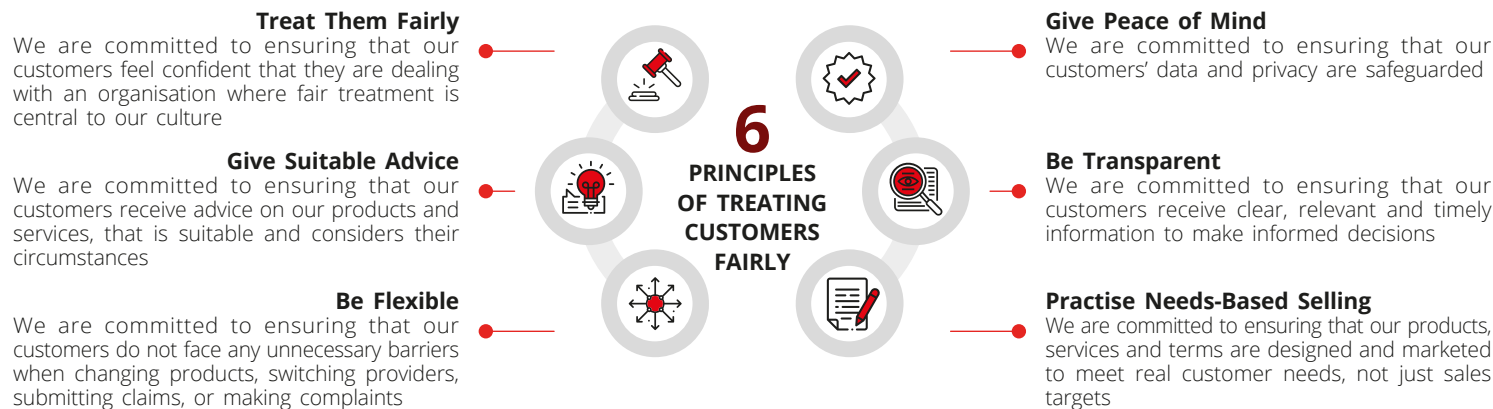 Treat Them Fairly
We are committed to ensuring that our
customers feel confident that they are dealing
with an organisation where fair treatment is
central to our culture
Give Suitable Advice
We are committed to ensuring that our
customers receive advice on our products and
services, that is suitable and considers their
circumstances
Be Flexible
We are committed to ensuring that our
customers do not face any unnecessary barriers
when changing products, switching providers,
submitting claims, or making complaints
6
PRINCIPLES
OF TREATING
CUSTOMERS
FAIRLY
Give Peace of Mind
We are committed to ensuring that our
customers’ data and privacy are safeguarded
Be Transparent
We are committed to ensuring that our
customers receive clear, relevant and timely
information to make informed decisions
Practise Needs-Based Selling
We are committed to ensuring that our products,
services and terms are designed and marketed
to meet real customer needs, not just sales
targets